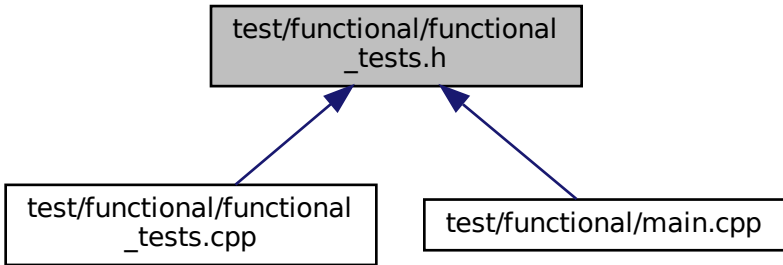 test/functional/functional
_tests.h
test/functional/functional
_tests.cpp
test/functional/main.cpp